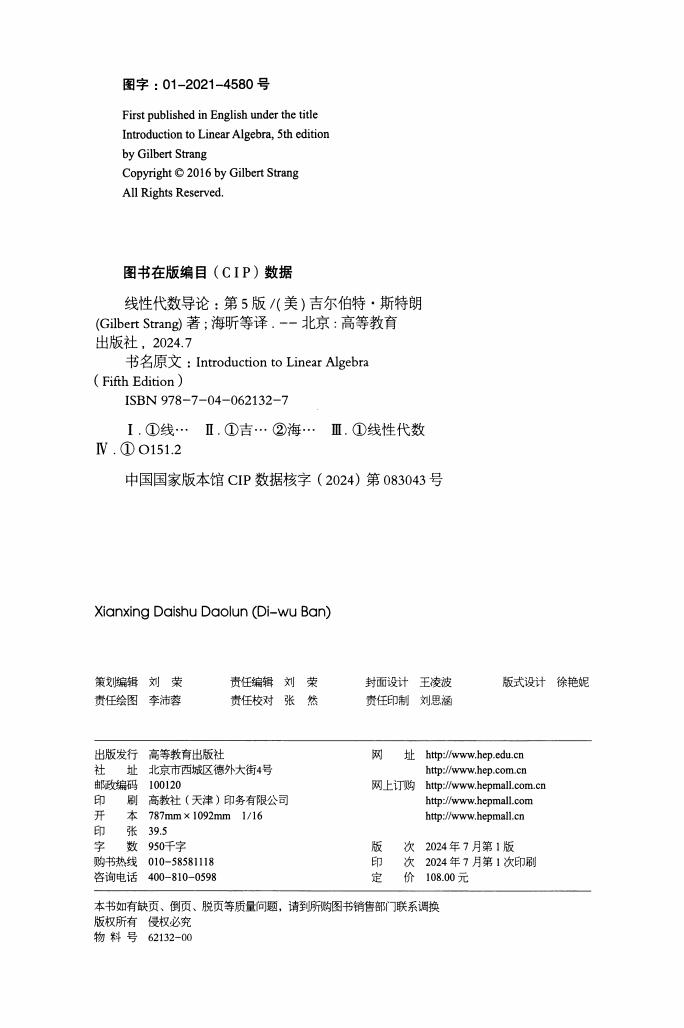 图字：01-2021-4580 号
First published in English under the title
Introduction to Linear Algebra, 5th edition
by Gilbert Strang
Copyright © 2016 by Gilbert Strang
All Rights Reserved.
图书在版编目（CIP）数据
线性代数导论：第 5 版 /（美）吉尔伯特·斯特朗
(Gilbert Strang) 著；海昕等译 . -- 北京：高等教育
出版社，2024.7
书名原文：Introduction to Linear Algebra
（Fifth Edition）
ISBN 978-7-04-062132-7
Ⅰ . ①线… Ⅱ . ①吉… ②海… Ⅲ . ①线性代数
Ⅳ . ① O151.2
中国国家版本馆 CIP 数据核字（2024）第 083043 号
Xianxing Daishu Daolun (Di-wu Ban)
策划编辑 刘 荣 责任编辑 刘 荣 封面设计 王凌波 版式设计 徐艳妮
责任绘图 李沛蓉 责任校对 张 然 责任印制 刘思涵
出版发行 高等教育出版社 网 址 http://www.hep.edu.cn
社 址 北京市西城区德外大街4号 http://www.hep.com.cn
邮政编码 100120 网上订购 http://www.hepmall.com.cn
印 刷 高教社（天津）印务有限公司 http://www.hepmall.com
开 本 787mm×1092mm 1/16 http://www.hepmall.cn
印 张 39.5
字 数 950千字 版 次 2024 年 7 月第 1 版
购书热线 010-58581118 印 次 2024 年 7 月第 1 次印刷
咨询电话 400-810-0598 定 价 108.00 元
本书如有缺页、倒页、脱页等质量问题，请到所购图书销售部门联系调换
版权所有 侵权必究
物 料 号 62132-00